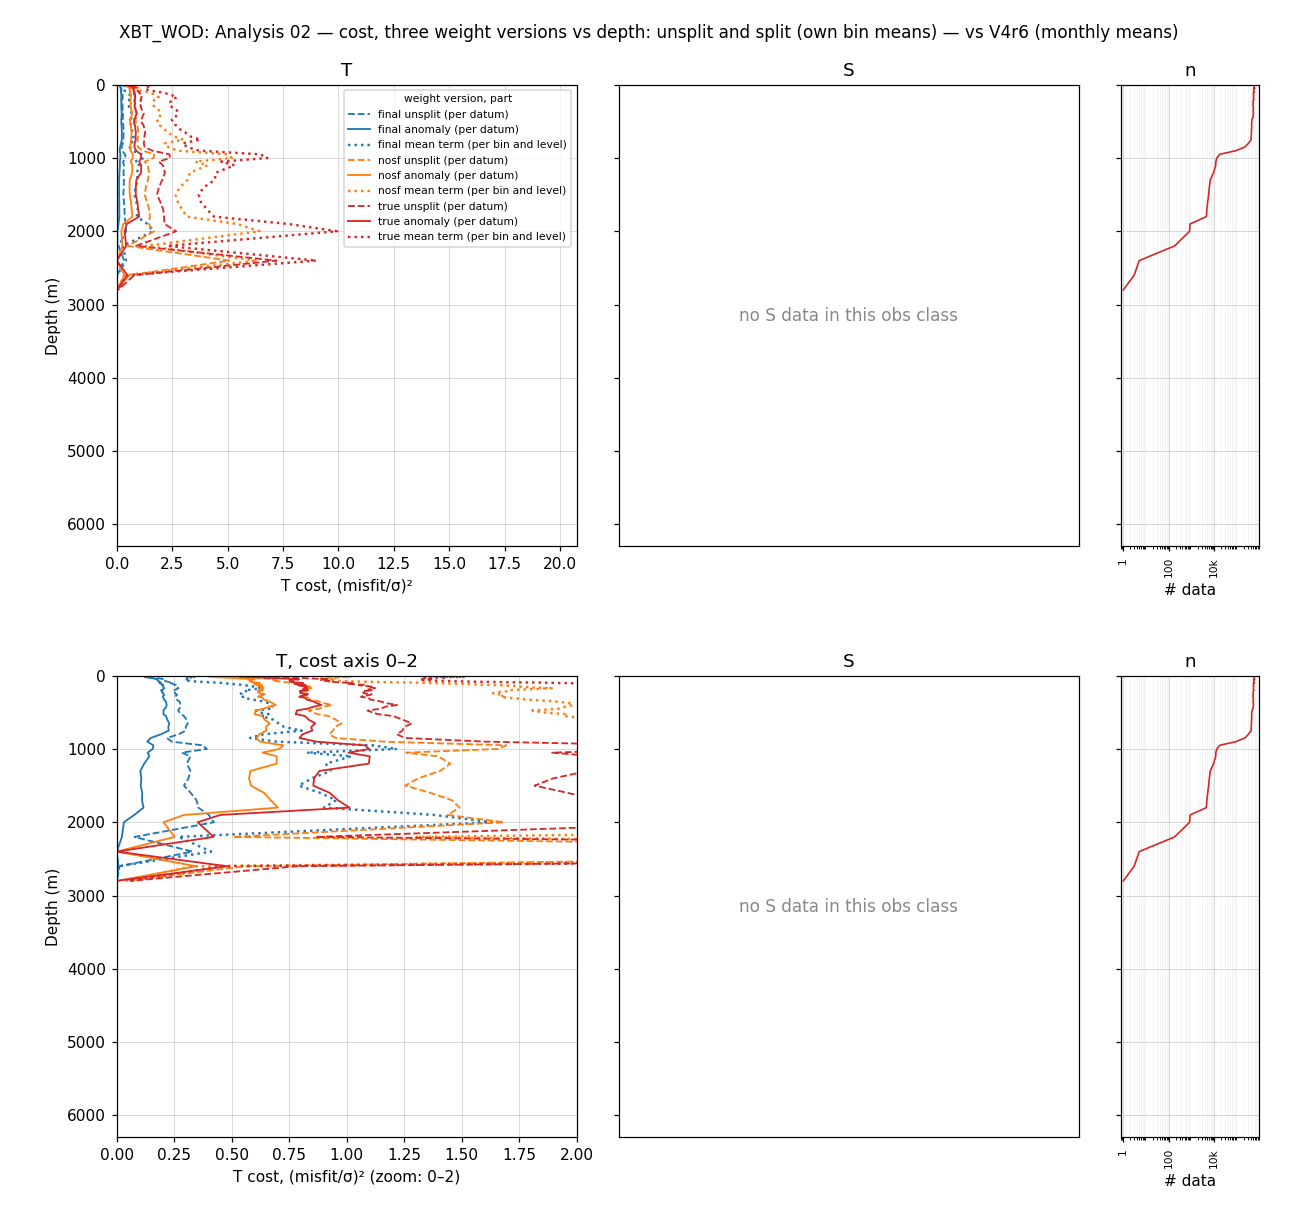 XBT_WOD: Analysis 02 — cost, three weight versions vs depth: unsplit and split (own bin means) — vs V4r6 (monthly means)
T
S
n
weight version, part
final unsplit (per datum)
final anomaly (per datum)
final mean term (per bin and level)
nosf unsplit (per datum)
nosf anomaly (per datum)
nosf mean term (per bin and level)
true unsplit (per datum)
true anomaly (per datum)
true mean term (per bin and level)
0
1000
2000
3000
4000
5000
6000
Depth (m)
no S data in this obs class
0.0 2.5 5.0 7.5 10.0 12.5 15.0 17.5 20.0
T cost, (misfit/σ)²
1
100
10k
# data
T, cost axis 0–2
S
n
0
1000
2000
3000
4000
5000
6000
Depth (m)
no S data in this obs class
0.00 0.25 0.50 0.75 1.00 1.25 1.50 1.75 2.00
T cost, (misfit/σ)² (zoom: 0–2)
1
100
10k
# data